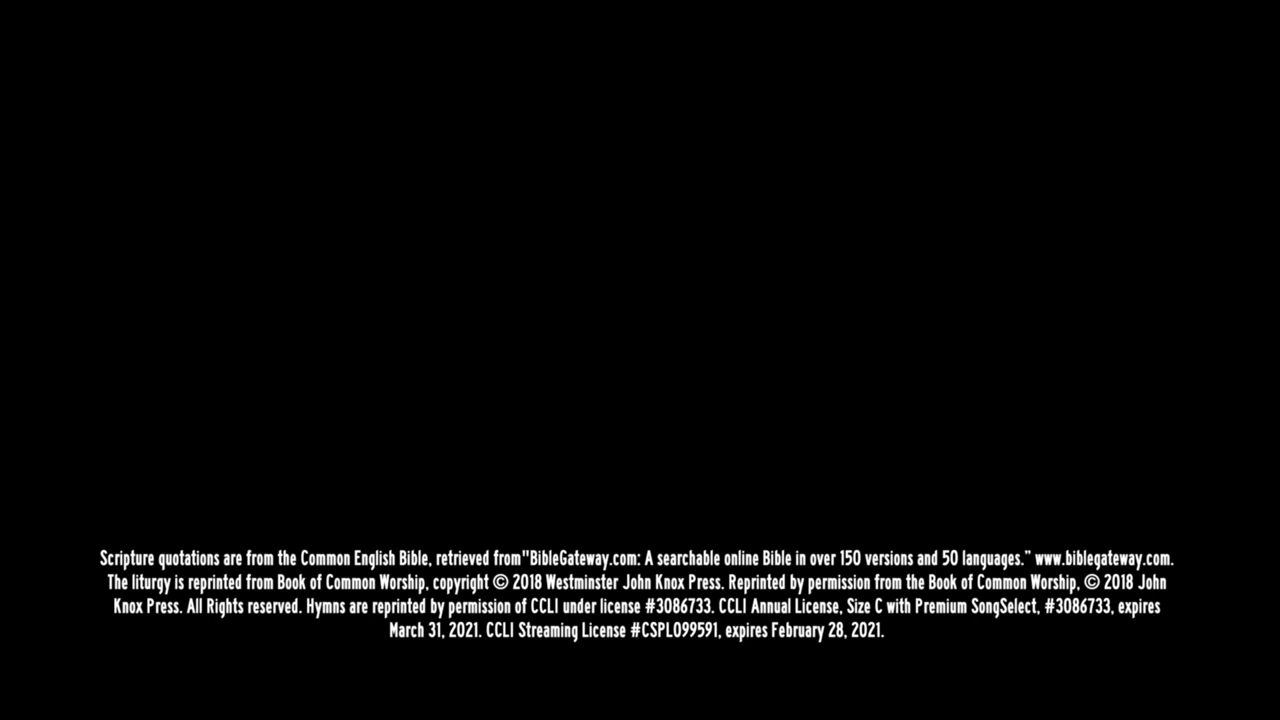 Scripture quotations are from the Common English Bible, retrieved from"BibleGateway.com: A searchable online Bible in over 150 versions and 50 languages.” www.biblegateway.com.
The liturgy is reprinted from Book of Common Worship, copyright © 2018 Westminster John Knox Press. Reprinted by permission from the Book of Common Worship, © 2018 John
Knox Press. All Rights reserved. Hymns are reprinted by permission of CCLI under license #3086733. CCLI Annual License, Size C with Premium SongSelect, #3086733, expires
March 31, 2021. CCLI Streaming License #CSPL099591, expires February 28, 2021.